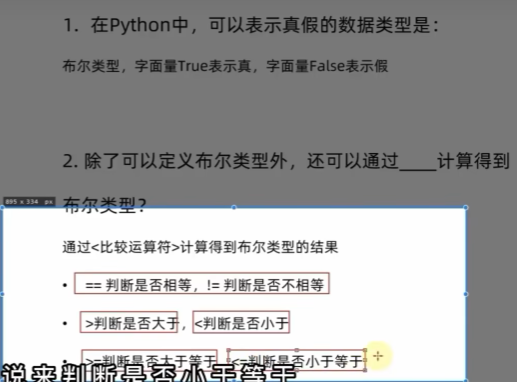 1. 在Python中，可以表示真假的数据类型是：
布尔类型，字面量True表示真，字面量False表示假
2. 除了可以定义布尔类型外，还可以通过____计算得到
895 x 334 px
布尔类型？
通过<比较运算符>计算得到布尔类型的结果
• == 判断是否相等，!= 判断是否不相等
• >判断是否大于，<判断是否小于
• >=判断是否大于等于，<=判断是否小于等于
说来判断是否小于等于